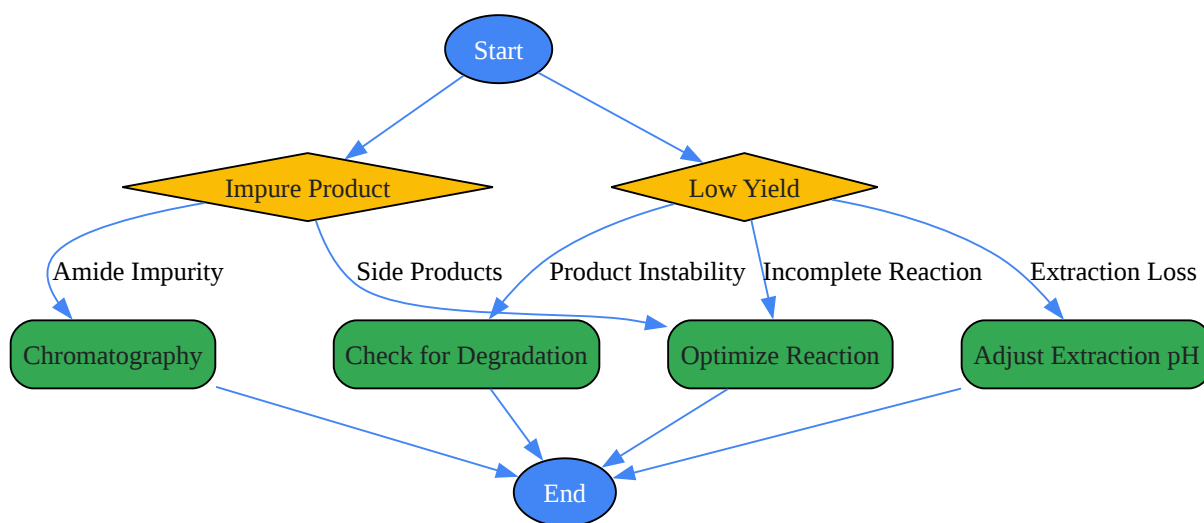 Start
Impure Product
Low Yield
Amide Impurity
Side Products
Product Instability
Incomplete Reaction
Extraction Loss
Chromatography
Check for Degradation
Optimize Reaction
Adjust Extraction pH
End